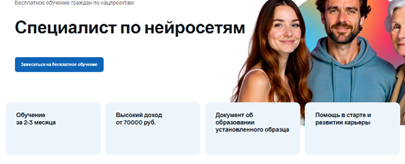 Бесплатное обучение граждан по нацпроектам
Специалист по нейросетям
Записаться на бесплатное обучение
Обучение
за 2-3 месяца
Высокий доход
от 70000 руб.
Документ об
образовании
установленного образца
Помощь в старте и
развитии карьеры